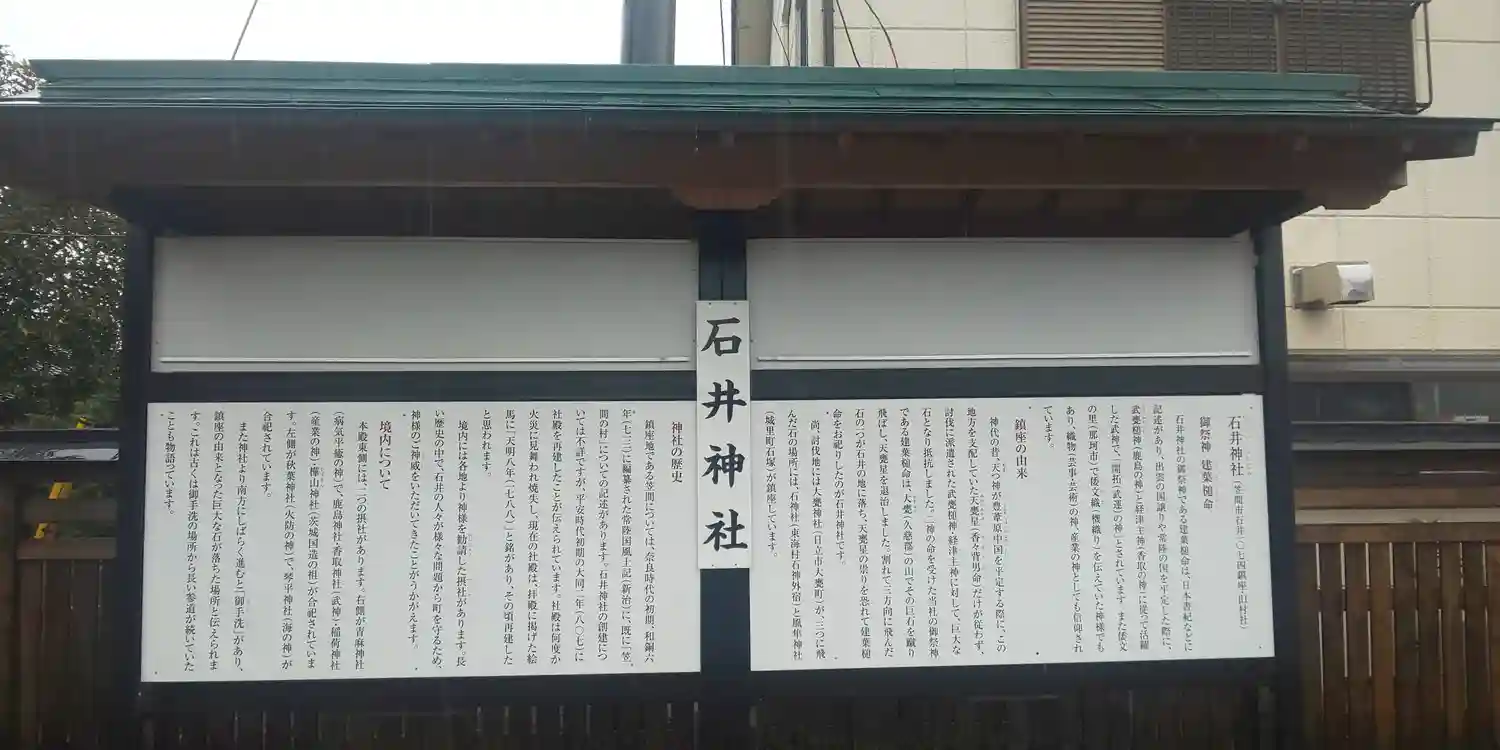 石井神社
石井神社（笠間市石井一〇七四鎮座・山村社）
御祭神　建葉槌命
石井神社の御祭神である建葉槌命は、日本書紀などに
記述があり、出雲の国譲りや常陸の国を平定した際に、
武甕槌神（鹿島の神）と経津主神（香取の神）に従って活躍
した武神で、「開拓（武運）の神」とされています。また倭文
の里（那珂市）で倭文織（機織り）を伝えていた神様でも
あり、織物（芸事・芸術）の神、産業の神としても信仰され
ています。
鎮座の由来
神代の昔、天つ神が豊葦原中国を平定する際に、この
地方を支配していた天甕星（香々背男命）だけが従わず、
討伐に派遣された武甕槌神・経津主神に対して、巨大な
石となり抵抗しました。二神の命を受けた当社の御祭神
である建葉槌命は、大甕（久慈郡）の山でその巨石を蹴り
飛ばし、天甕星を退治しました。割れて三方向に飛んだ
石の一つが石井の地に落ち、天甕星の祟りを恐れて建葉槌
命をお祀りしたのが石井神社です。
尚、討伐地には大甕神社（日立市大甕町）が、三つに飛
んだ石の場所には、石神社（東海村石神外宿）と風隼神社
（城里町石塚）が鎮座しています。
神社の歴史
鎮座地である笠間については、奈良時代の初期、和銅六
年（七一三）に編纂された常陸国風土記（新治）に、既に「笠
間の村」についての記述があります。石井神社の創建につ
いては不詳ですが、平安時代初期の大同二年（八〇七）に
社殿を再建したことが伝えられています。社殿は何度か
火災に見舞われ焼失し、現在の社殿は、拝殿に掲げた絵
馬に「天明八年（一七八八）」と銘があり、その頃再建した
と思われます。
境内には各地より神様を勧請した摂社があります。長
い歴史の中で、石井の人々が様々な問題から町を守るため、
神様のご神威をいただいてきたことがうかがえます。
境内について
本殿東側には、二つの摂社があります。右側が青麻神社
（病気平癒の神）で、鹿島神社・香取神社（武神）・稲荷神社
（産業の神）・樺山神社（茨城国造の祖）が合祀されていま
す。左側が秋葉神社（火防の神）で、琴平神社（海の神）が
合祀されています。
また神社より南方にしばらく進むと「御手洗」があり、
鎮座の由来となった巨大な石が落ちた場所と伝えられま
す。これは古くは御手洗の場所から長い参道が続いていた
ことも物語っています。